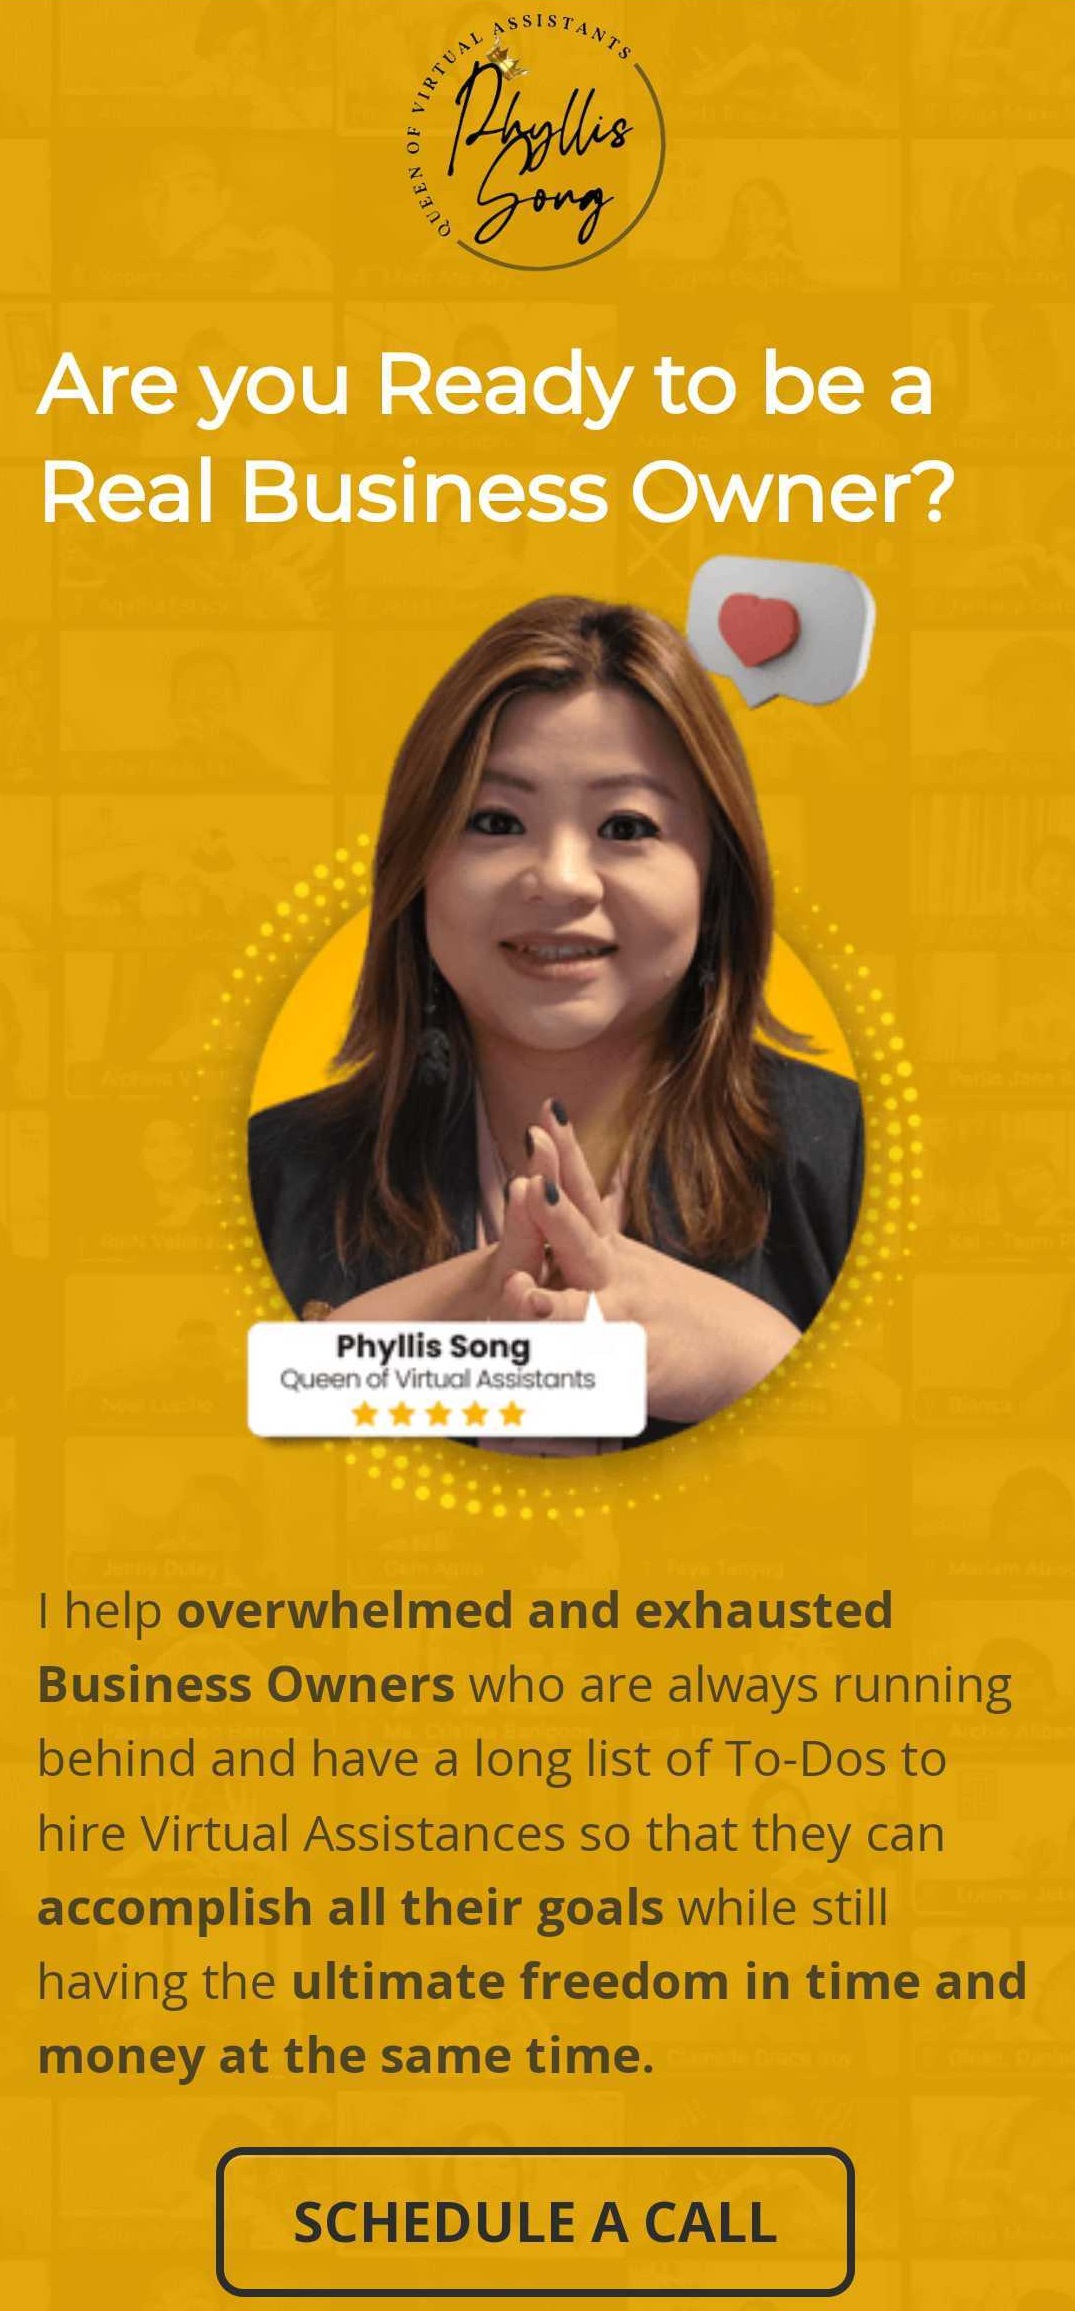 QUEEN OF VIRTUAL ASSISTANTS
Phyllis
Song
Are you Ready to be a
Real Business Owner?
Phyllis Song
Queen of Virtual Assistants
I help overwhelmed and exhausted
Business Owners who are always running
behind and have a long list of To-Dos to
hire Virtual Assistances so that they can
accomplish all their goals while still
having the ultimate freedom in time and
money at the same time.
SCHEDULE A CALL